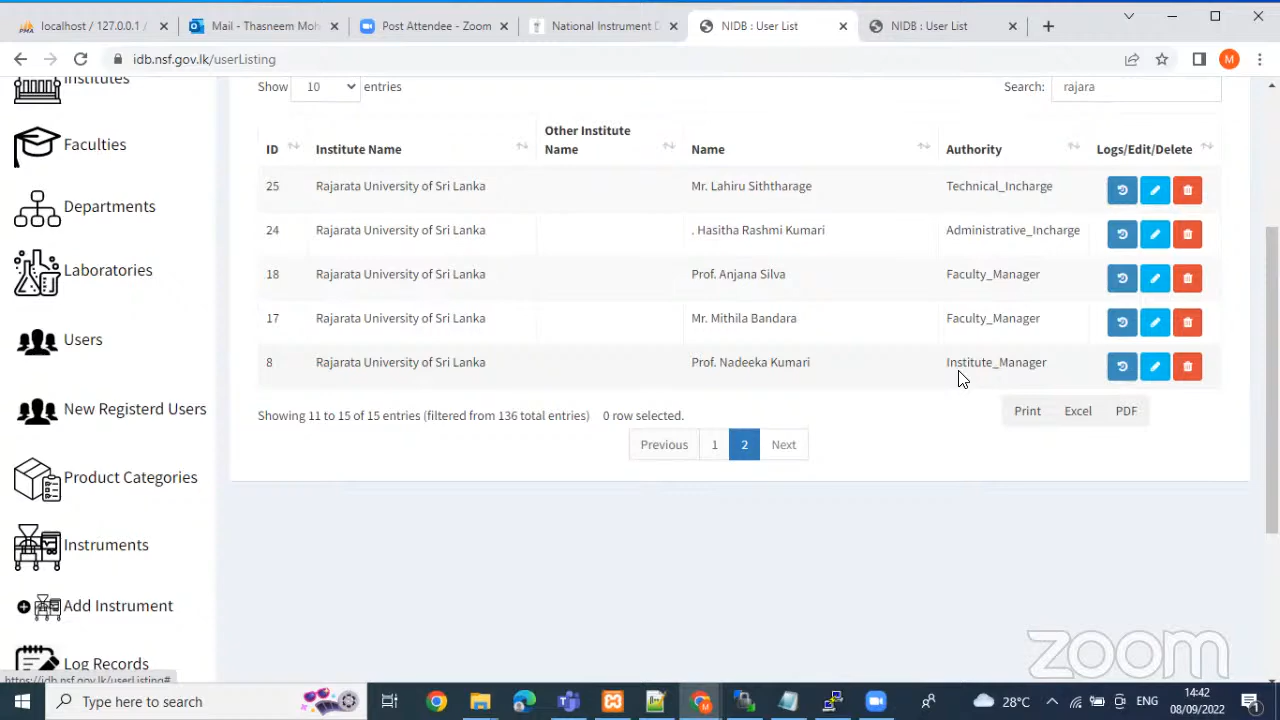 localhost / 127.0.0.1 /
Mail - Thasneem Moh
Post Attendee - Zoom
National Instrument D
NIDB : User List
NIDB : User List
idb.nsf.gov.lk/userListing
M
Institutes
Faculties
Departments
Laboratories
Users
New Registerd Users
Product Categories
Instruments
Add Instrument
Log Records
https://idb.nsf.gov.lk/userListing#
Show 10 entries
Search: rajara
ID Institute Name Other Institute Name Name Authority Logs/Edit/Delete
25 Rajarata University of Sri Lanka Mr. Lahiru Siththarage Technical_Incharge
24 Rajarata University of Sri Lanka . Hasitha Rashmi Kumari Administrative_Incharge
18 Rajarata University of Sri Lanka Prof. Anjana Silva Faculty_Manager
17 Rajarata University of Sri Lanka Mr. Mithila Bandara Faculty_Manager
8 Rajarata University of Sri Lanka Prof. Nadeeka Kumari Institute_Manager
Showing 11 to 15 of 15 entries (filtered from 136 total entries) 0 row selected.
Print Excel PDF
Previous 1 2 Next
zoom
Type here to search
28°C
ENG
14:42
08/09/2022
1